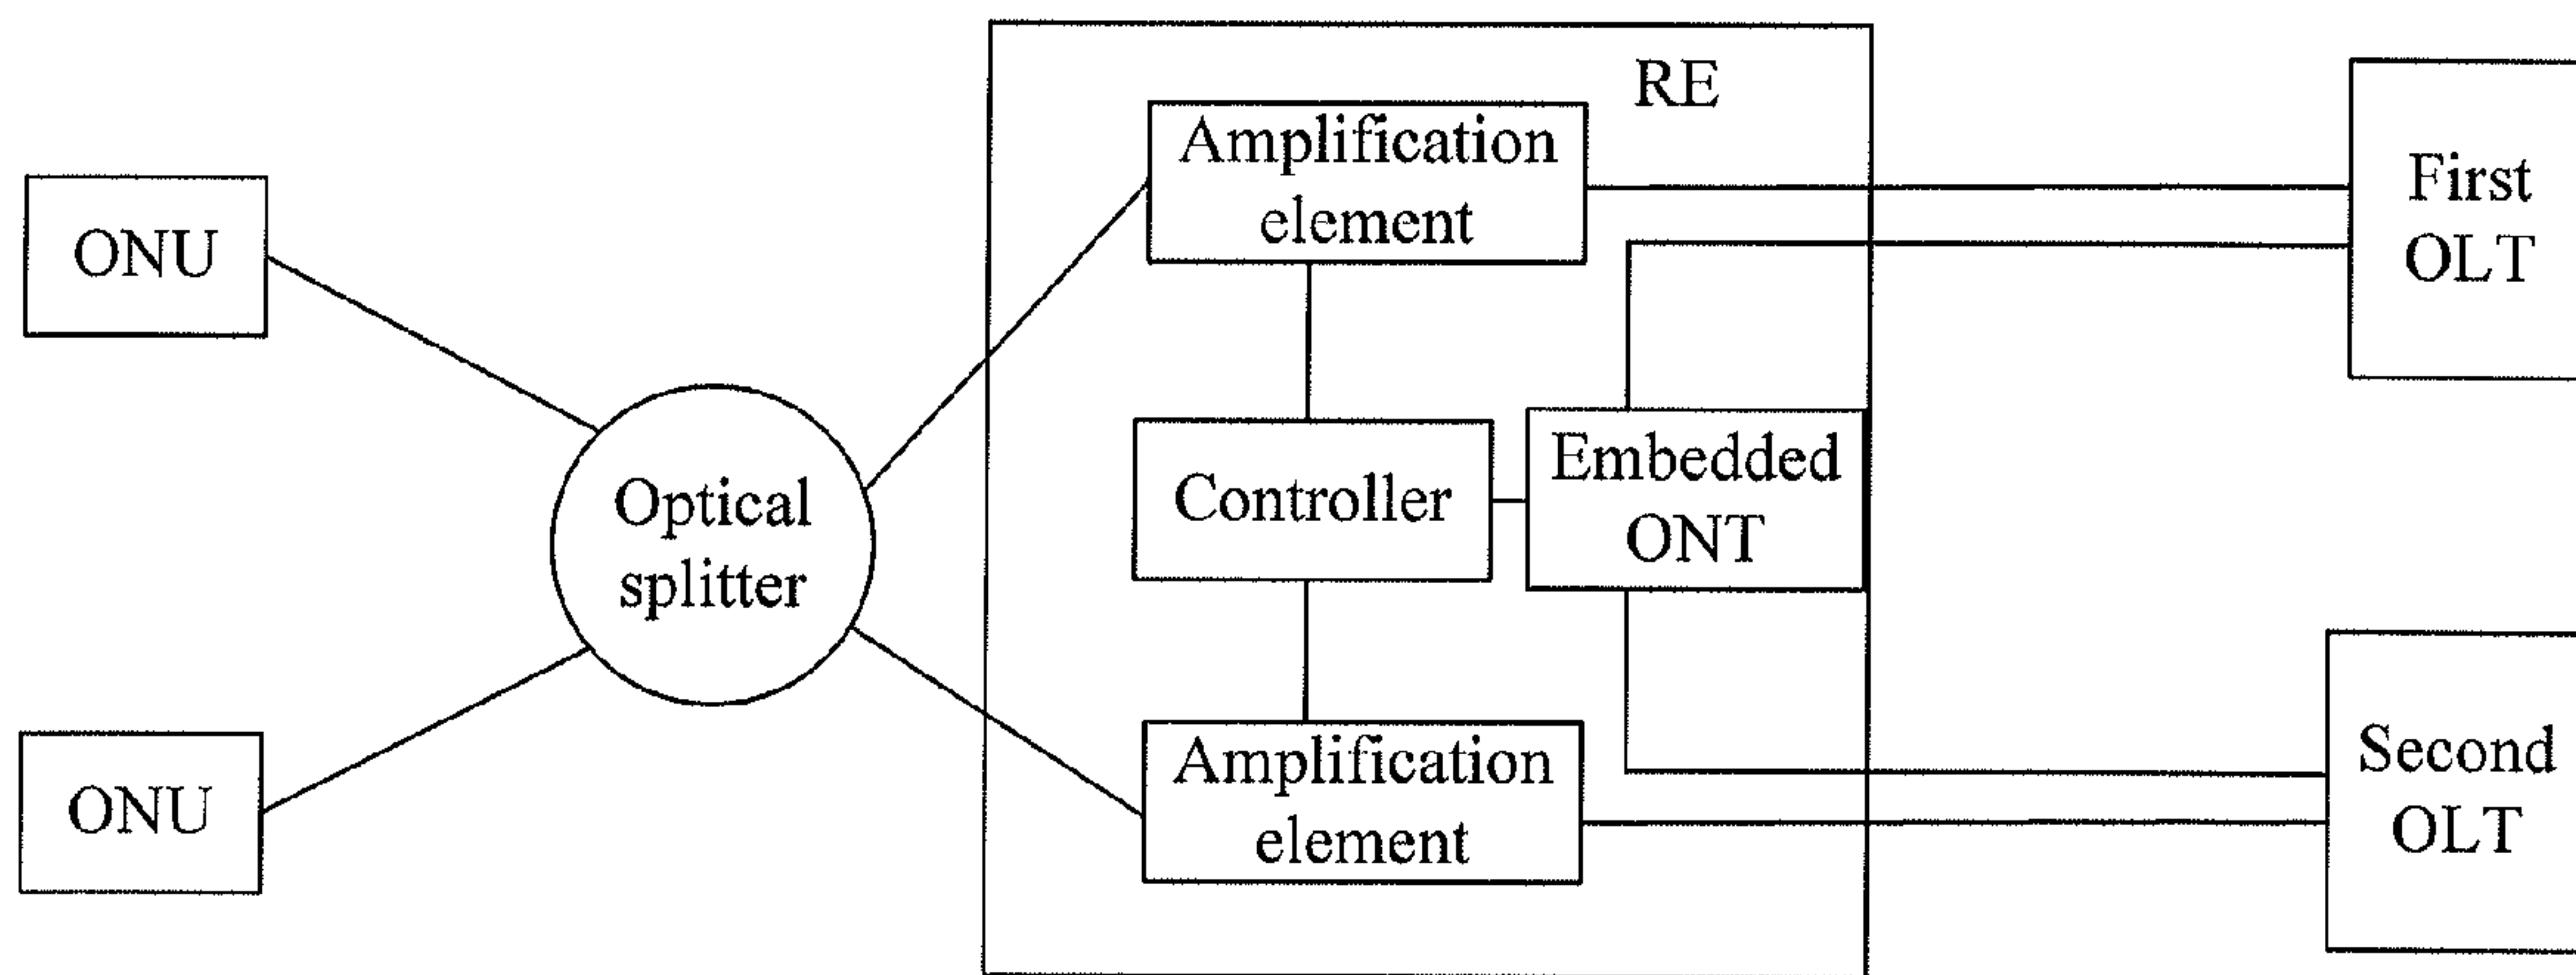 RE
Amplification
element
First
OLT
ONU
Optical
splitter
Controller
Embedded
ONT
ONU
Amplification
element
Second
OLT